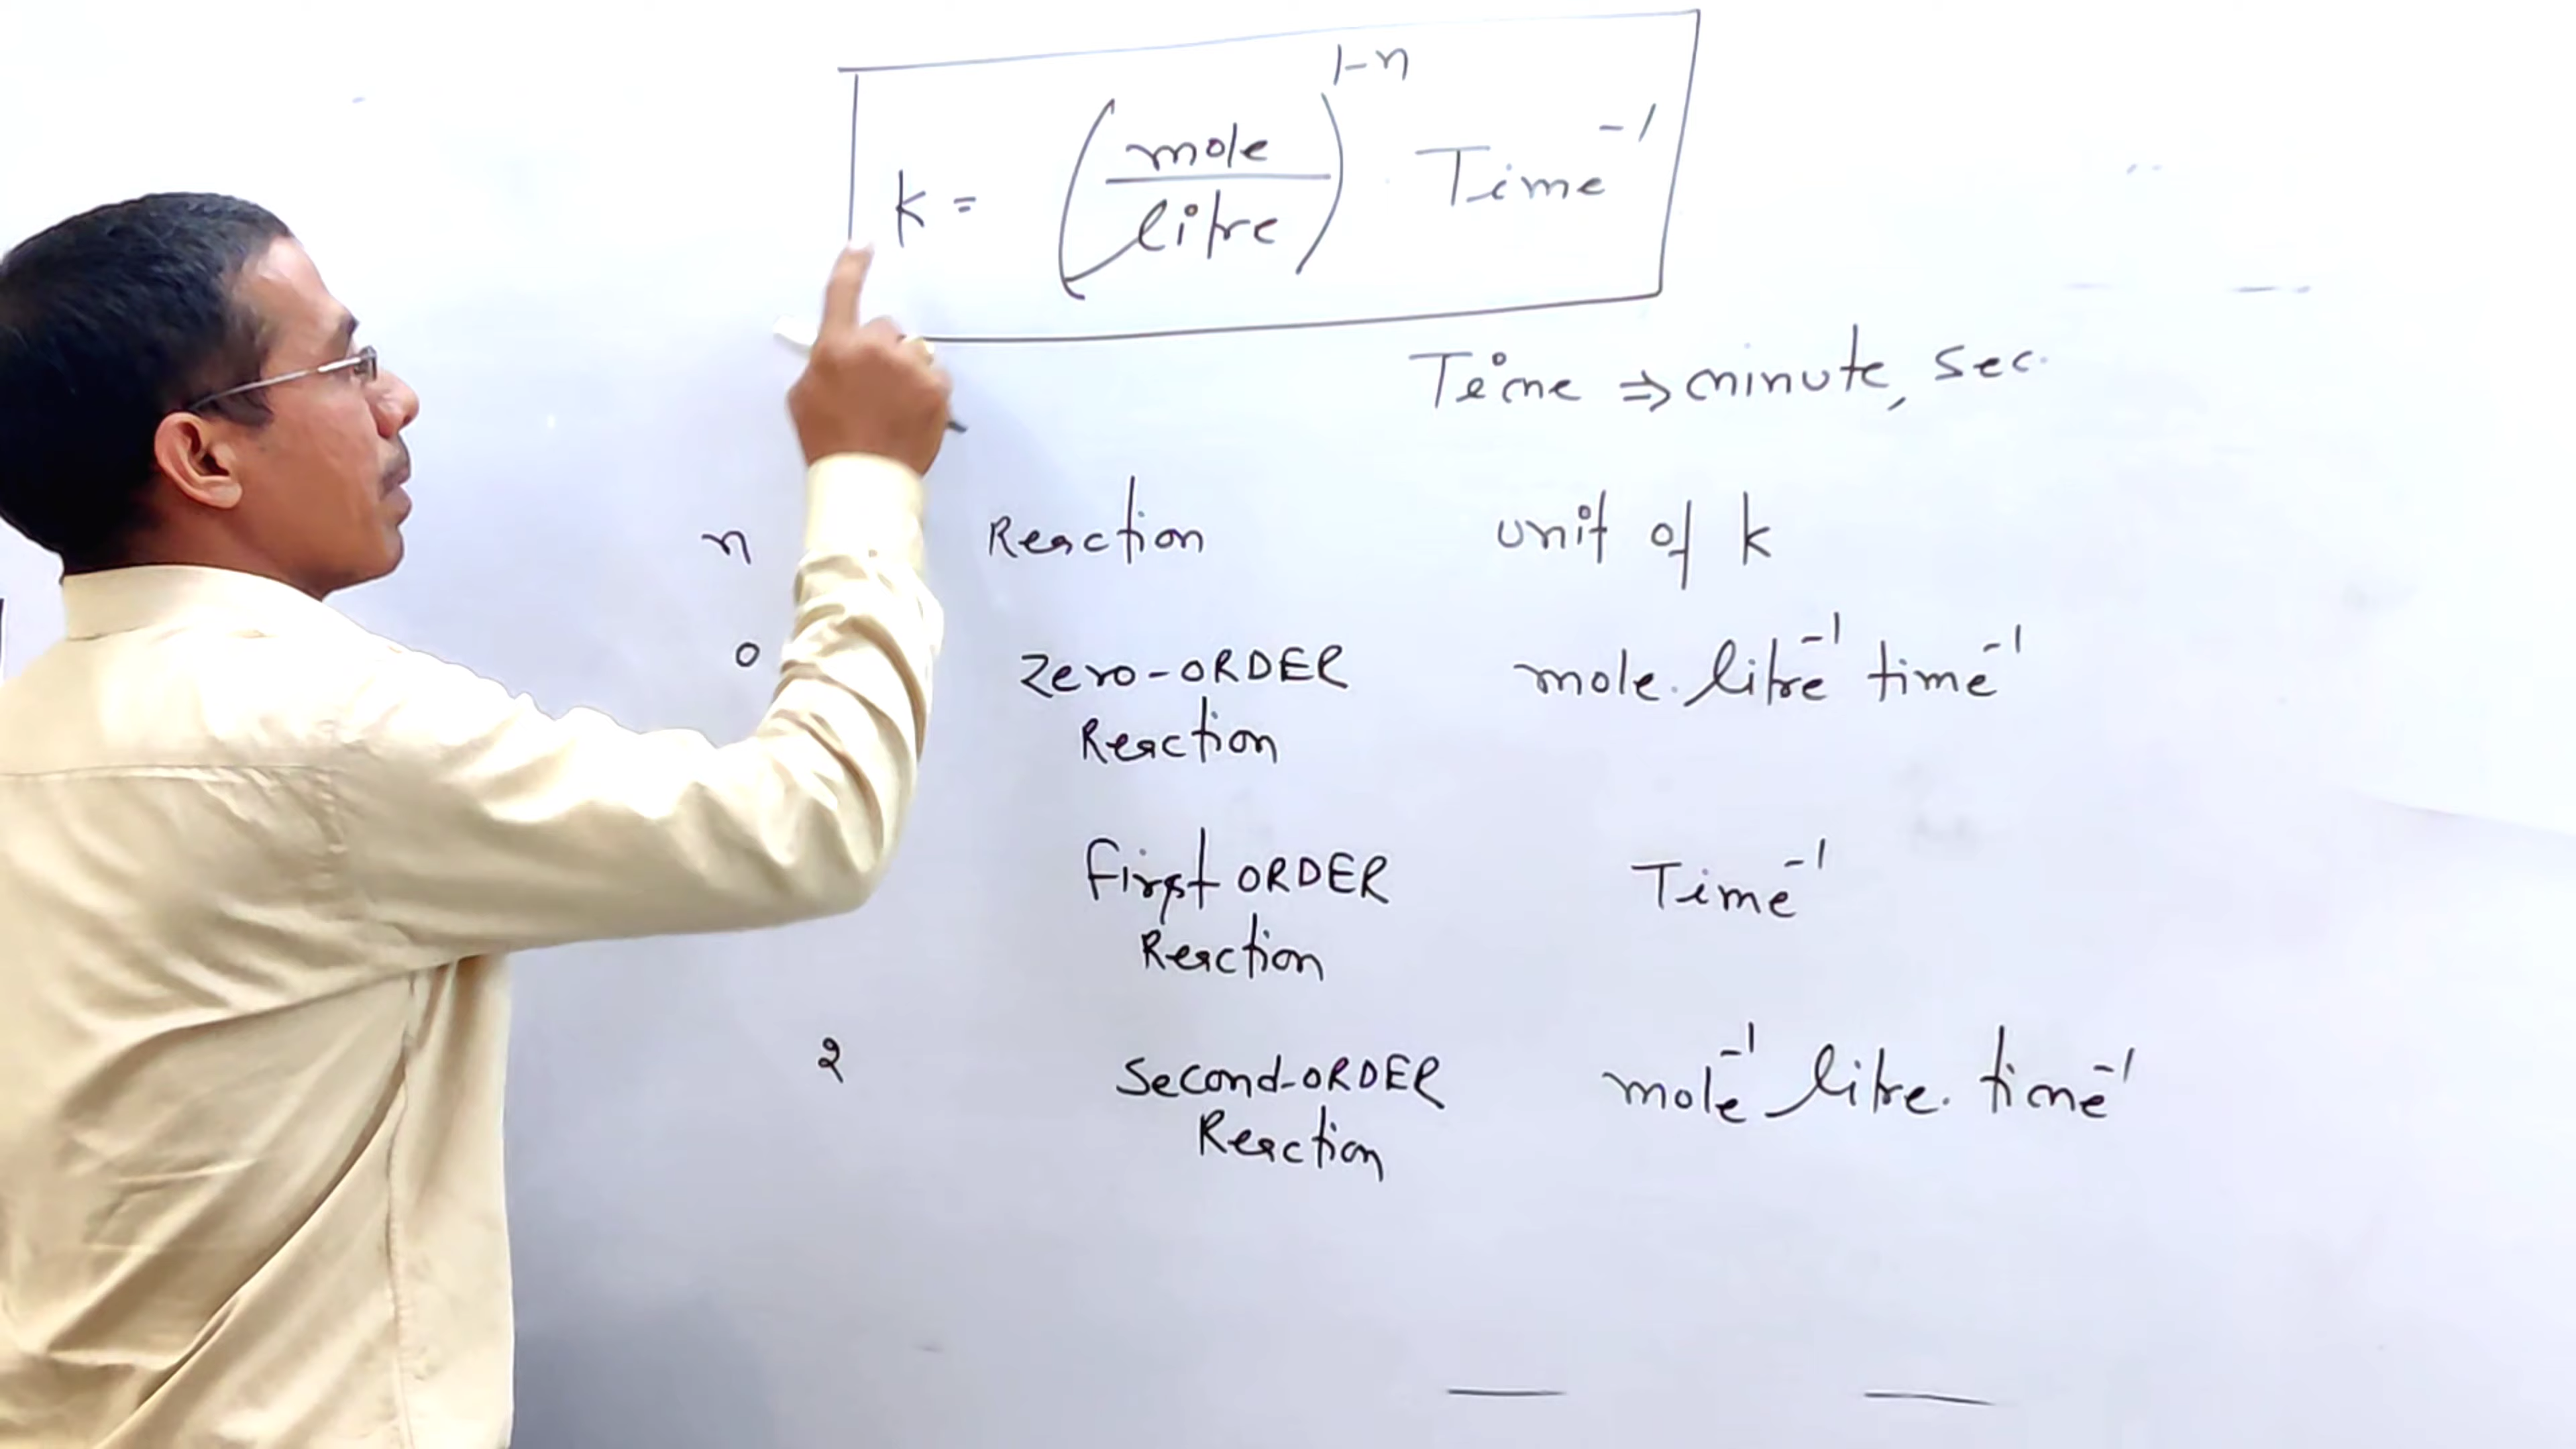 k = (mole/litre)^1-n Time^-1
Time ⇒ minute, sec.
n Reaction unit of k
0 Zero-ORDER Reaction mole. litre^-1 time^-1
First ORDER Reaction Time^-1
2 Second-ORDER Reaction mole^-1 litre. time^-1